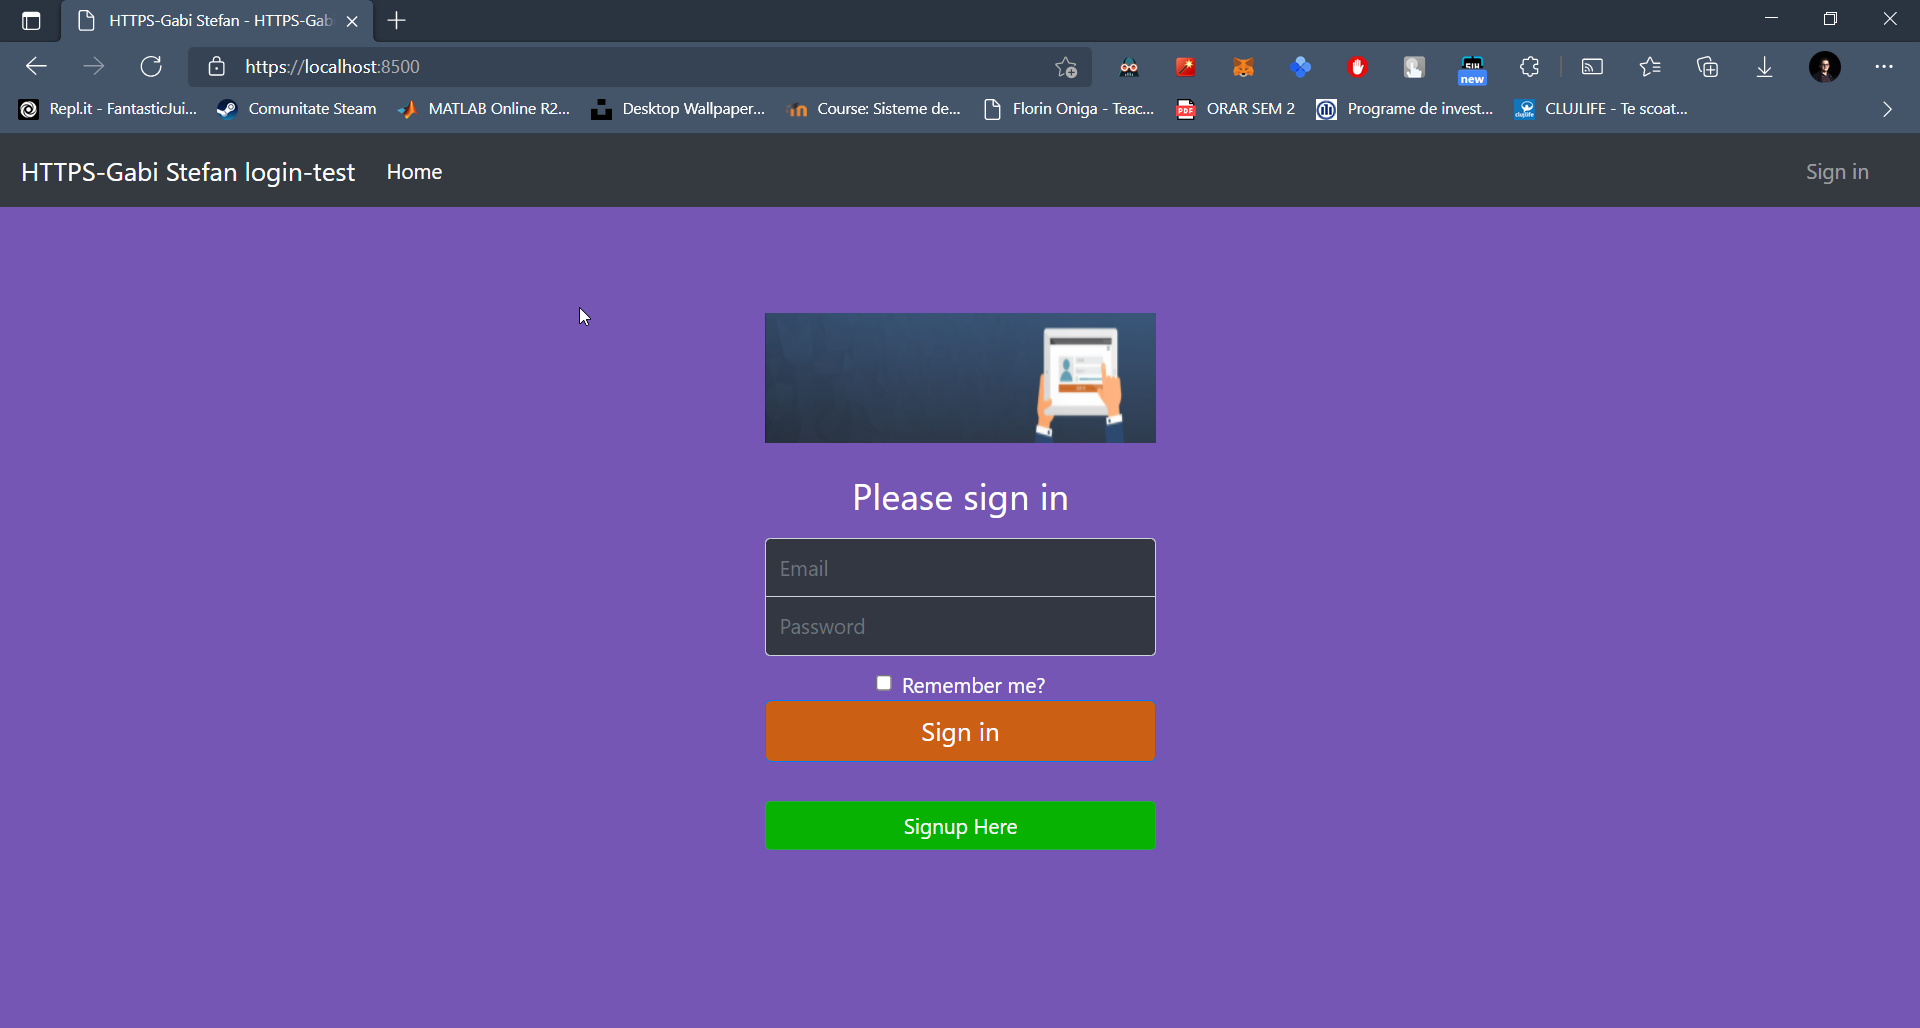 HTTPS-Gabi Stefan - HTTPS-Gab
https://localhost:8500
new
Repl.it - FantasticJui...
Comunitate Steam
MATLAB Online R2...
Desktop Wallpaper...
Course: Sisteme de...
Florin Oniga - Teac...
PDF
ORAR SEM 2
Programe de invest...
CLUJLIFE - Te scoat...
HTTPS-Gabi Stefan login-test
Home
Sign in
Please sign in
Email
Password
Remember me?
Sign in
Signup Here